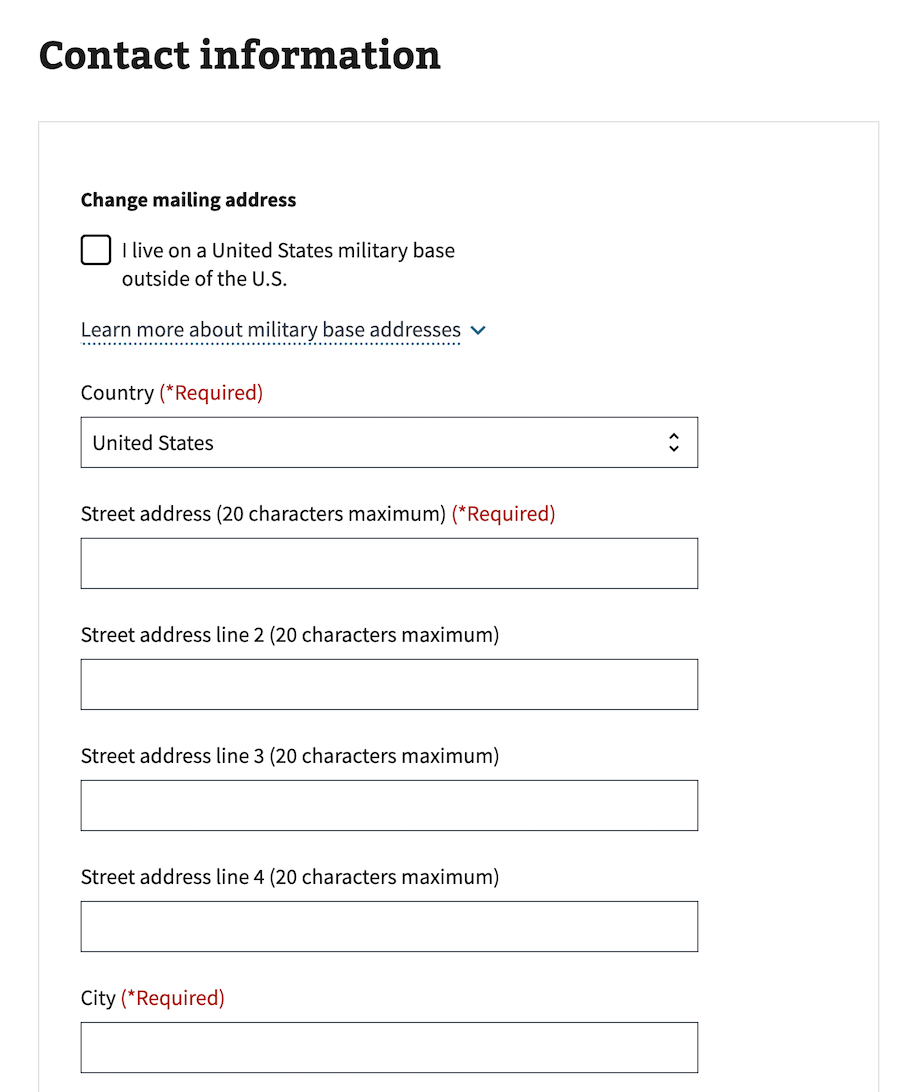 Contact information
Change mailing address
I live on a United States military base
outside of the U.S.
Learn more about military base addresses
Country (*Required)
United States
Street address (20 characters maximum) (*Required)
Street address line 2 (20 characters maximum)
Street address line 3 (20 characters maximum)
Street address line 4 (20 characters maximum)
City (*Required)